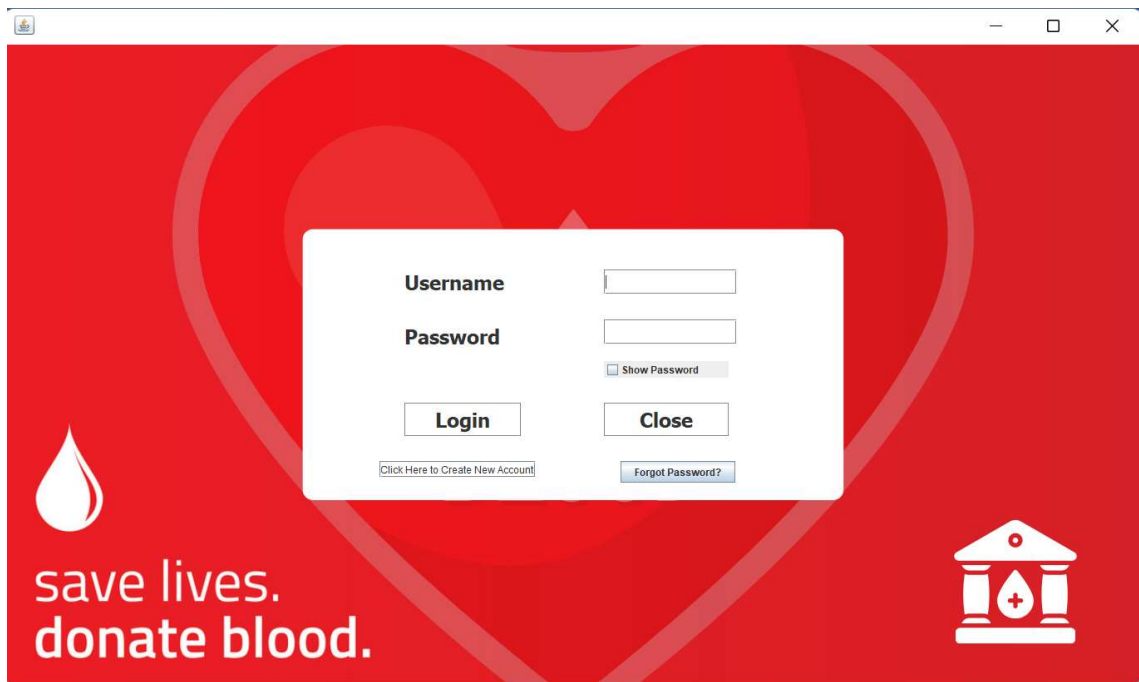 Username
Password
Show Password
Login Close
Click Here to Create New Account Forgot Password?
save lives.
donate blood.